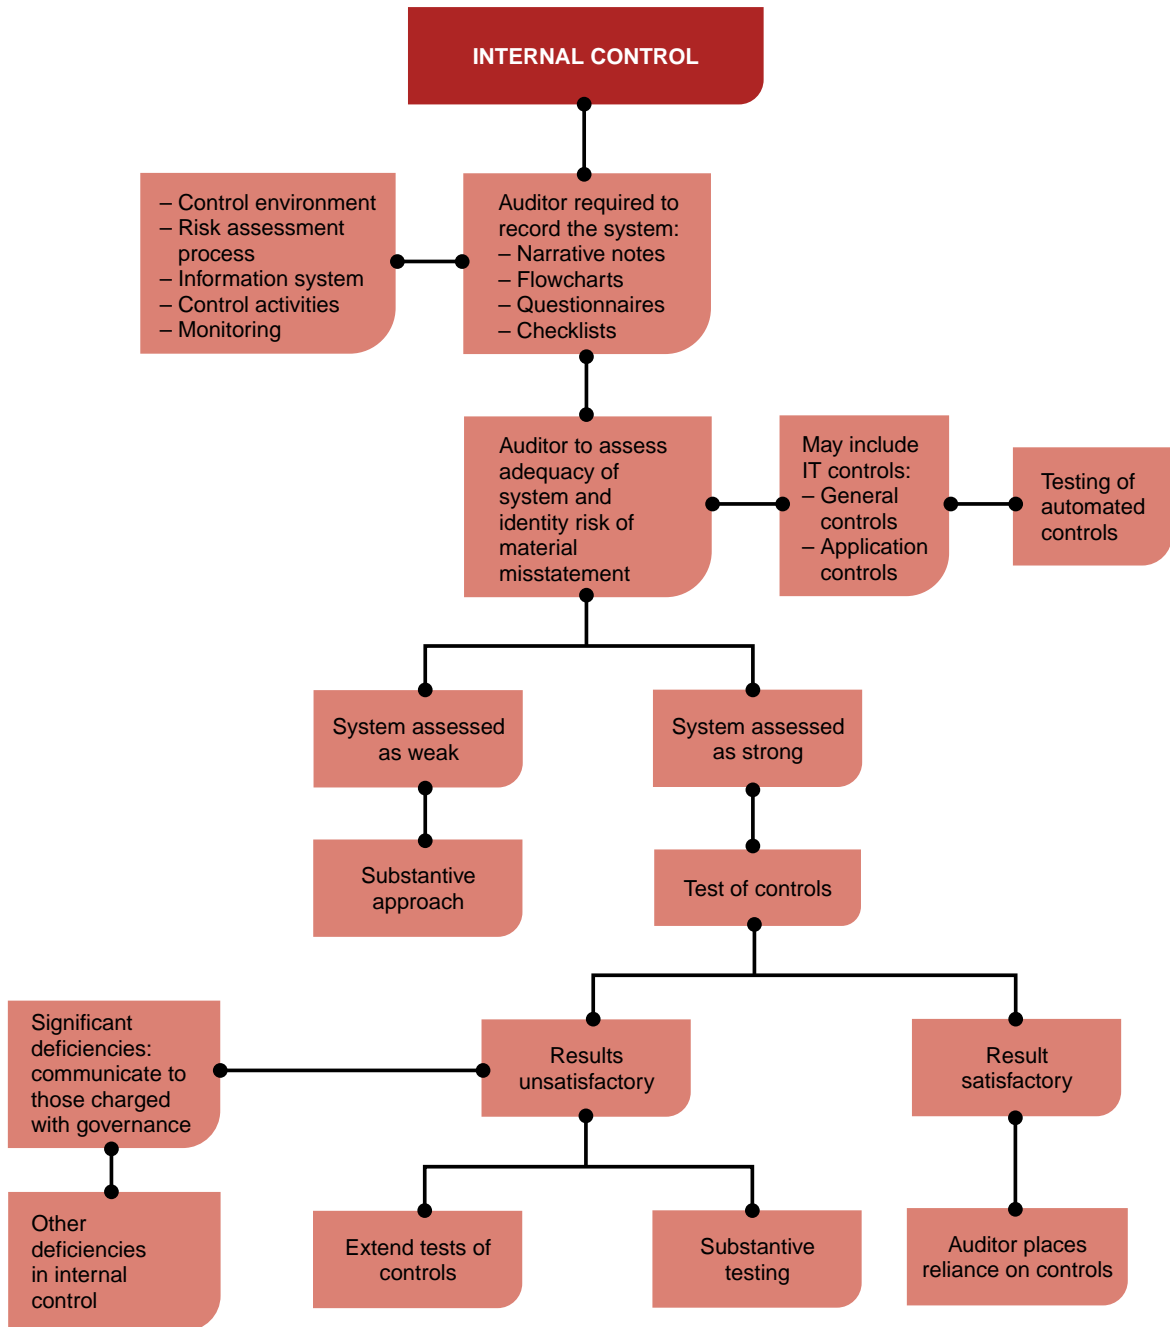 INTERNAL CONTROL
– Control environment
– Risk assessment
process
– Information system
– Control activities
– Monitoring
Auditor required to
record the system:
– Narrative notes
– Flowcharts
– Questionnaires
– Checklists
Auditor to assess
adequacy of
system and
identity risk of
material
misstatement
May include
IT controls:
– General
controls
– Application
controls
Testing of
automated
controls
System assessed
as weak
System assessed
as strong
Substantive
approach
Test of controls
Significant
deficiencies:
communicate to
those charged
with governance
Results
unsatisfactory
Result
satisfactory
Other
deficiencies
in internal
control
Extend tests of
controls
Substantive
testing
Auditor places
reliance on controls